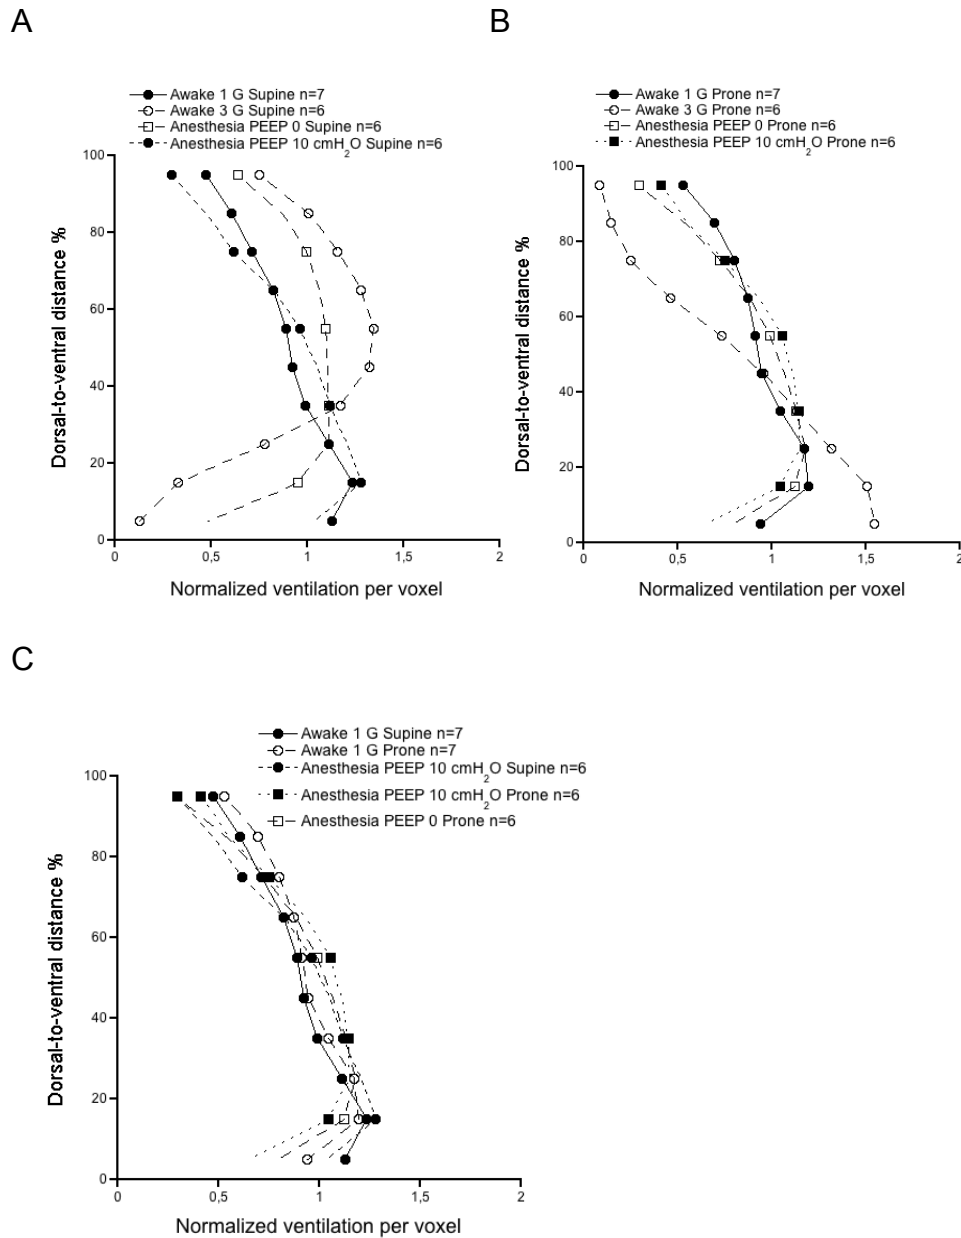 A
B
Awake 1 G Supine n=7
Awake 3 G Supine n=6
Anesthesia PEEP 0 Supine n=6
Anesthesia PEEP 10 cmH2O Supine n=6
100
80
60
40
20
0
Dorsal-to-ventral distance %
0 0,5 1 1,5 2
Normalized ventilation per voxel
Awake 1 G Prone n=7
Awake 3 G Prone n=6
Anesthesia PEEP 0 Prone n=6
Anesthesia PEEP 10 cmH2O Prone n=6
100
80
60
40
20
0
Dorsal-to-ventral distance %
0 0,5 1 1,5 2
Normalized ventilation per voxel
C
Awake 1 G Supine n=7
Awake 1 G Prone n=7
Anesthesia PEEP 10 cmH2O Supine n=6
Anesthesia PEEP 10 cmH2O Prone n=6
Anesthesia PEEP 0 Prone n=6
100
80
60
40
20
0
Dorsal-to-ventral distance %
0 0,5 1 1,5 2
Normalized ventilation per voxel